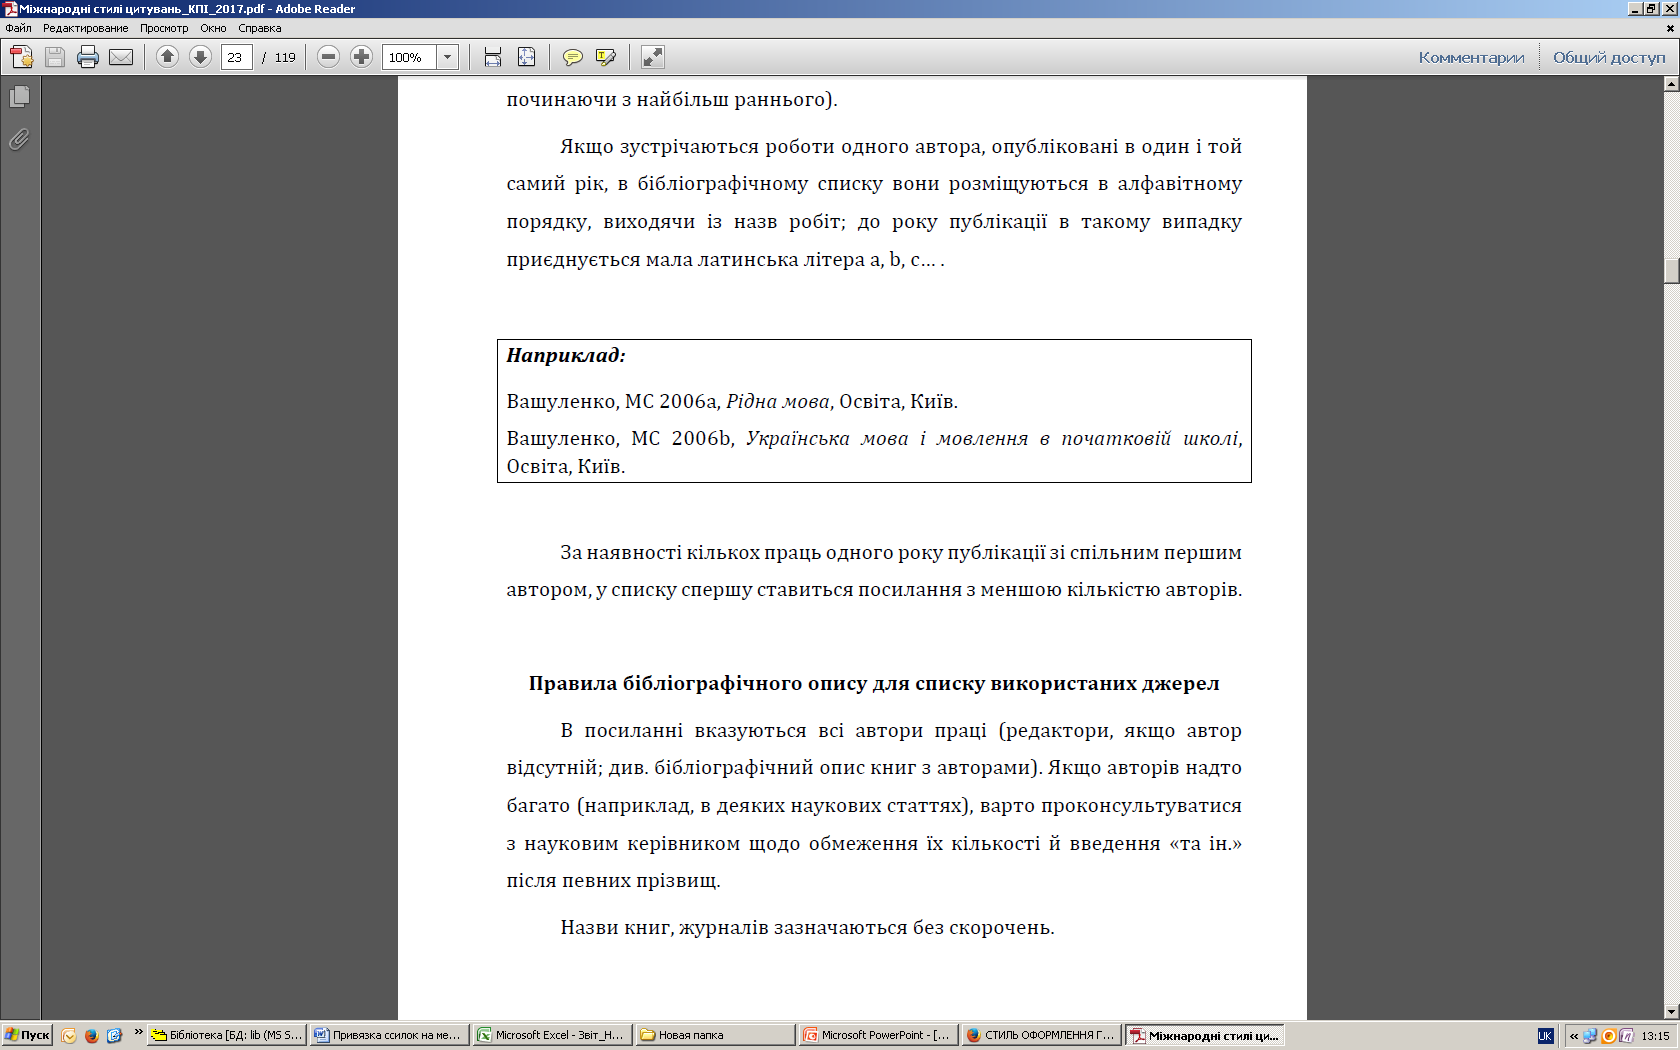 Міжнародні стилі цитувань_КПІ_2017.pdf - Adobe Reader
Файл Редактирование Просмотр Окно Справка
23 / 119 100% Комментарии Общий доступ
починаючи з найбільш раннього).
Якщо зустрічаються роботи одного автора, опубліковані в один і той
самий рік, в бібліографічному списку вони розміщуються в алфавітному
порядку, виходячи із назв робіт; до року публікації в такому випадку
приєднується мала латинська літера a, b, c... .
Наприклад:
Вашуленко, МС 2006a, Рідна мова, Освіта, Київ.
Вашуленко, МС 2006b, Українська мова і мовлення в початковій школі,
Освіта, Київ.
За наявності кількох праць одного року публікації зі спільним першим
автором, у списку спершу ставиться посилання з меншою кількістю авторів.
Правила бібліографічного опису для списку використаних джерел
В посиланні вказуються всі автори праці (редактори, якщо автор
відсутній; див. бібліографічний опис книг з авторами). Якщо авторів надто
багато (наприклад, в деяких наукових статтях), варто проконсультуватися
з науковим керівником щодо обмеження їх кількості й введення «та ін.»
після певних прізвищ.
Назви книг, журналів зазначаються без скорочень.
Пуск » Бібліотека [БД: lib (MS S... Привязка ссилок на ме... Microsoft Excel - Звіт_Н... Новая папка Microsoft PowerPoint - [... СТИЛЬ ОФОРМЛЕННЯ Г... Міжнародні стилі ци... UK « 13:15